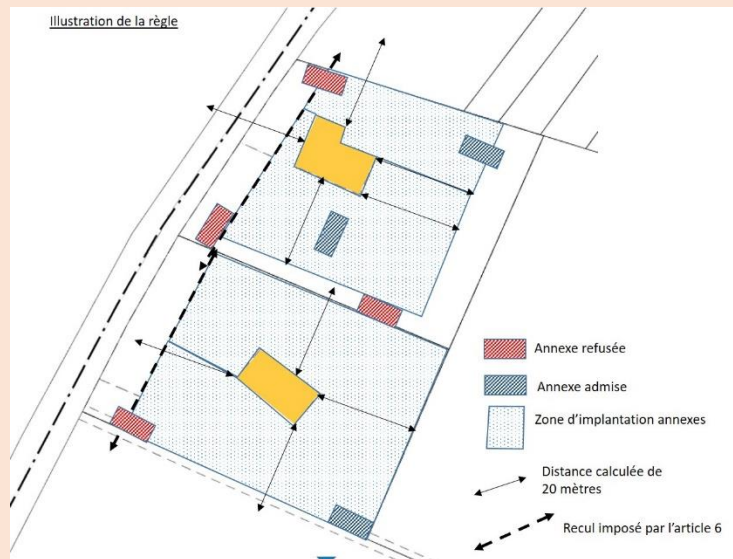 Illustration de la règle
Annexe refusée
Annexe admise
Zone d'implantation annexes
Distance calculée de
20 mètres
Recul imposé par l'article 6